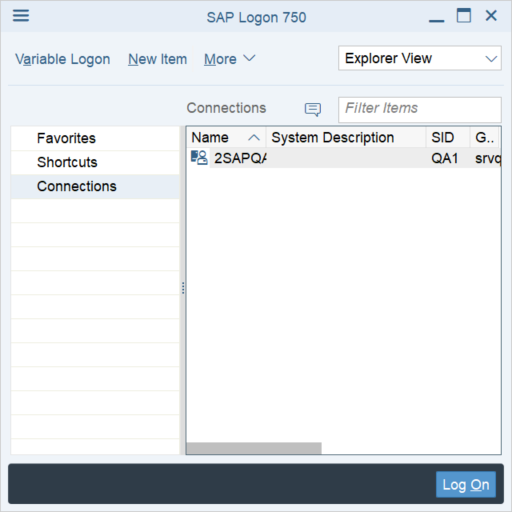 SAP Logon 750
Variable Logon New Item More
Explorer View
Connections
Filter Items
Favorites
Shortcuts
Connections
Name System Description SID G..
2SAPQA QA1 srvq
Log On